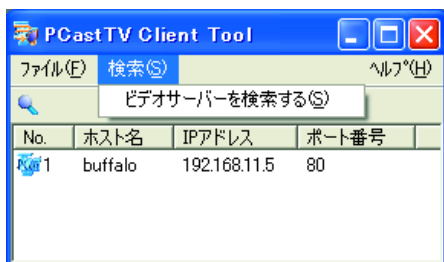 PCastTV Client Tool
ファイル(F) 検索(S) ヘルプ(H)
ビデオサーバーを検索する(S)
No. ホスト名 IPアドレス ポート番号
1 buffalo 192.168.11.5 80